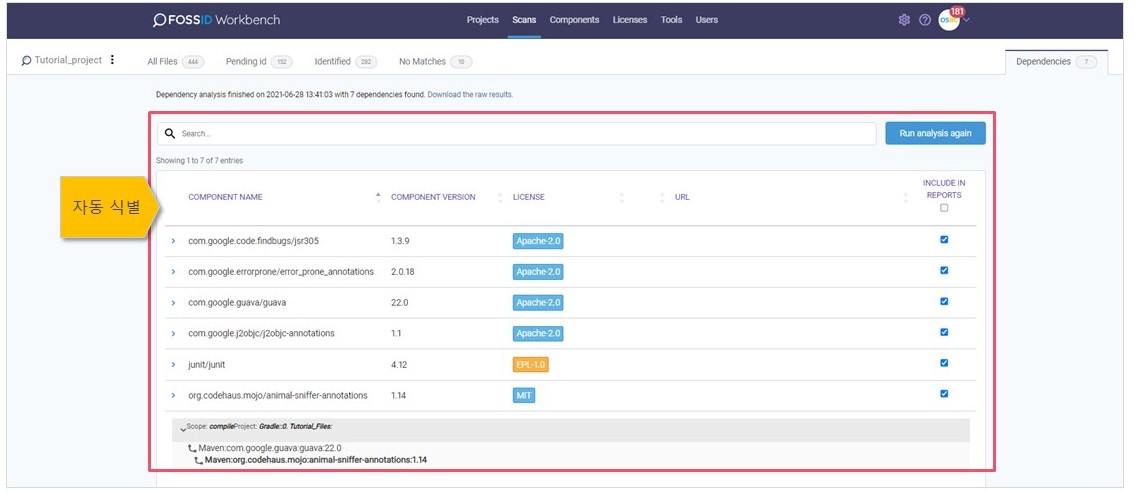 FOSSID Workbench
Projects Scans Components Licenses Tools Users
181
Tutorial_project
All Files 444 Pending id 152 Identified 282 No Matches 10
Dependencies 7
Dependency analysis finished on 2021-06-28 13:41:03 with 7 dependencies found. Download the raw results.
Search...
Run analysis again
Showing 1 to 7 of 7 entries
자동 식별
COMPONENT NAME COMPONENT VERSION LICENSE URL INCLUDE IN
REPORTS
com.google.code.findbugs/jsr305 1.3.9 Apache-2.0
com.google.errorprone/error_prone_annotations 2.0.18 Apache-2.0
com.google.guava/guava 22.0 Apache-2.0
com.google.j2objc/j2objc-annotations 1.1 Apache-2.0
junit/junit 4.12 EPL-1.0
org.codehaus.mojo/animal-sniffer-annotations 1.14 MIT
Scope: compileProject: Gradle::0. Tutorial_Files:
Maven:com.google.guava:guava:22.0
Maven:org.codehaus.mojo:animal-sniffer-annotations:1.14